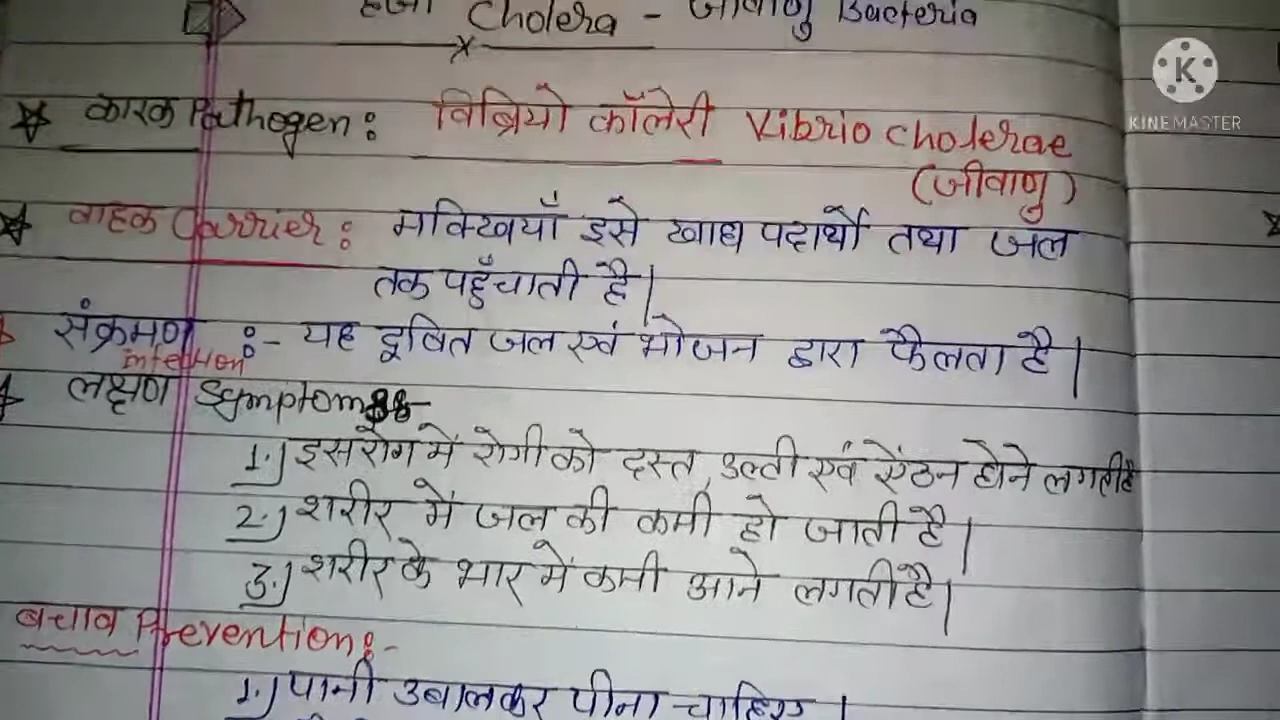 हैजा Cholera - जीवाणु Bacteria
कारक Pathogen: विब्रियो कॉलेरी Vibrio Cholerae
(जीवाणु)
वाहक Carrier: मक्खियाँ इसे खाद्य पदार्थों तथा जल
तक पहुँचाती है।
संक्रमण :- यह दूषित जल एवं भोजन द्वारा फैलता है।
infection
लक्षण Symptoms:-
1.) इस रोग में रोगी को दस्त, उल्टी एवं ऐंठन होने लगती है
2.) शरीर में जल की कमी हो जाती है।
3.) शरीर के भार में कमी आने लगती है।
बचाव Prevention:-
1.) पानी उबालकर पीना चाहिए।
K
KINEMASTER